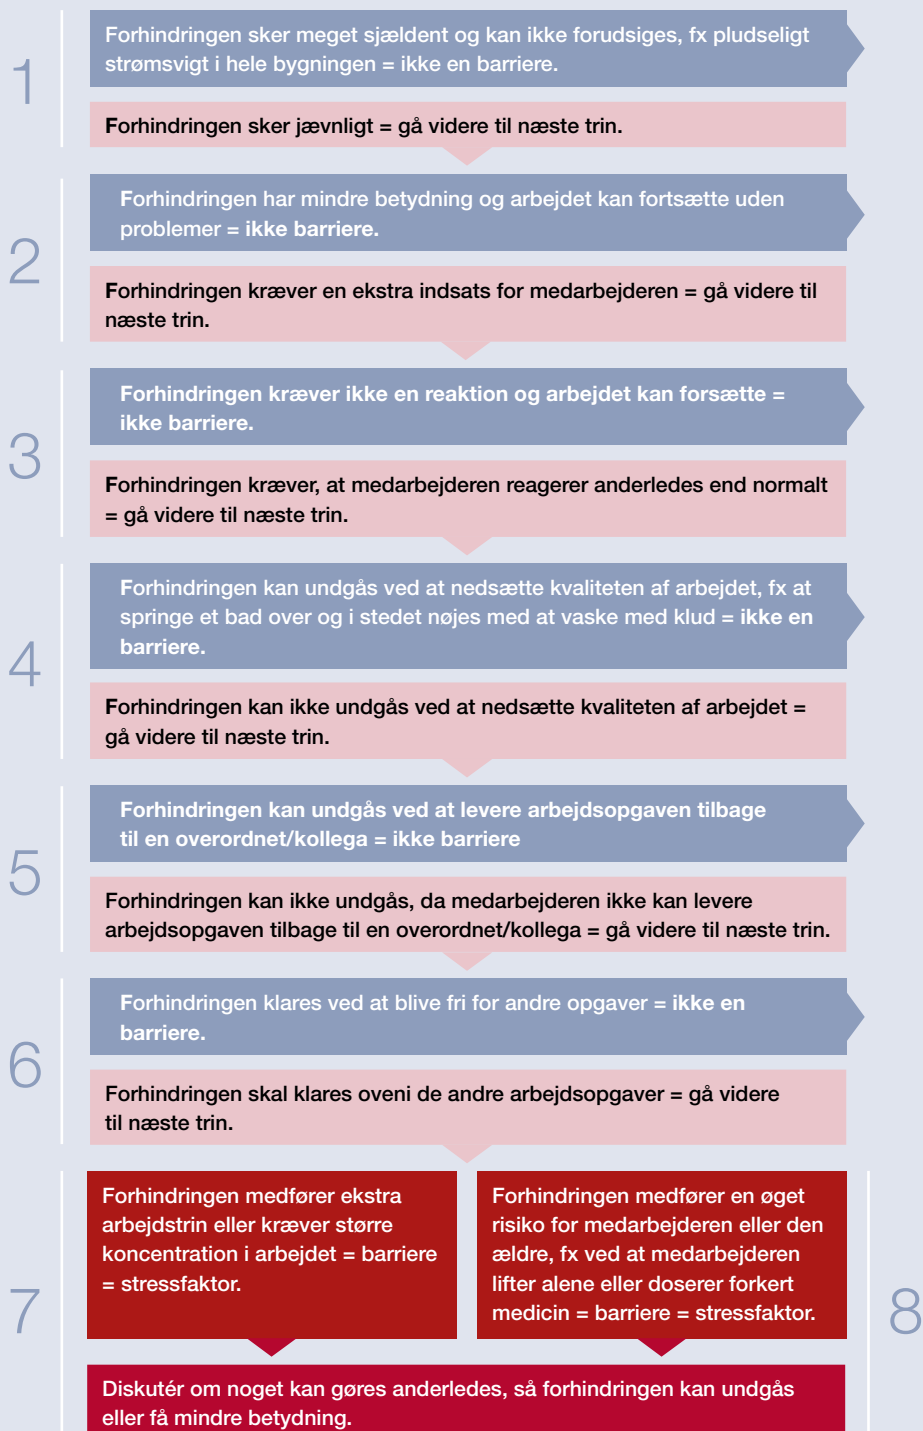 1
Forhindringen sker meget sjældent og kan ikke forudsiges, fx pludseligt
strømsvigt i hele bygningen = ikke en barriere.
Forhindringen sker jævnligt = gå videre til næste trin.
2
Forhindringen har mindre betydning og arbejdet kan fortsætte uden
problemer = ikke barriere.
Forhindringen kræver en ekstra indsats for medarbejderen = gå videre til
næste trin.
3
Forhindringen kræver ikke en reaktion og arbejdet kan forsætte =
ikke barriere.
Forhindringen kræver, at medarbejderen reagerer anderledes end normalt
= gå videre til næste trin.
4
Forhindringen kan undgås ved at nedsætte kvaliteten af arbejdet, fx at
springe et bad over og i stedet nøjes med at vaske med klud = ikke en
barriere.
Forhindringen kan ikke undgås ved at nedsætte kvaliteten af arbejdet =
gå videre til næste trin.
5
Forhindringen kan undgås ved at levere arbejdsopgaven tilbage
til en overordnet/kollega = ikke barriere
Forhindringen kan ikke undgås, da medarbejderen ikke kan levere
arbejdsopgaven tilbage til en overordnet/kollega = gå videre til næste trin.
6
Forhindringen klares ved at blive fri for andre opgaver = ikke en
barriere.
Forhindringen skal klares oveni de andre arbejdsopgaver = gå videre
til næste trin.
7
Forhindringen medfører ekstra
arbejdstrin eller kræver større
koncentration i arbejdet = barriere
= stressfaktor.
Forhindringen medfører en øget
risiko for medarbejderen eller den
ældre, fx ved at medarbejderen
lifter alene eller doserer forkert
medicin = barriere = stressfaktor.
8
Diskutér om noget kan gøres anderledes, så forhindringen kan undgås
eller få mindre betydning.